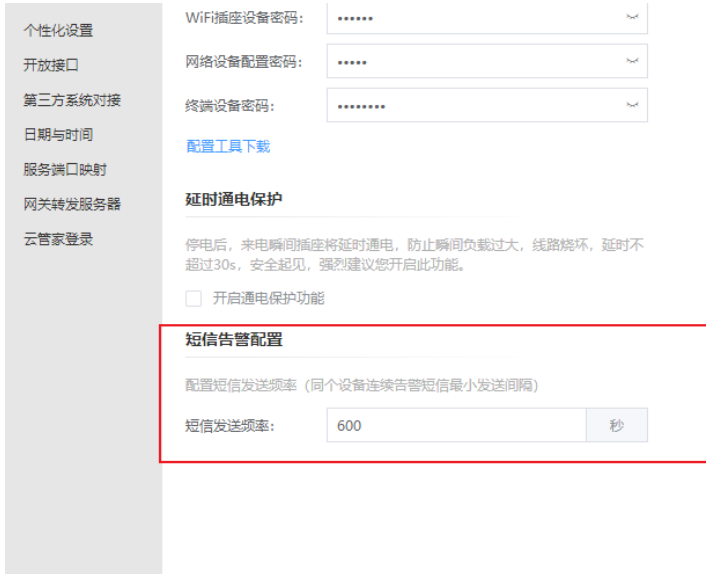 个性化设置
开放接口
第三方系统对接
日期与时间
服务端口映射
网关转发服务器
云管家登录
WiFi插座设备密码：
••••••
网络设备配置密码：
•••••
终端设备密码：
••••••••
配置工具下载
延时通电保护
停电后，来电瞬间插座将延时通电，防止瞬间负载过大，线路烧坏，延时不
超过30s，安全起见，强烈建议您开启此功能。
开启通电保护功能
短信告警配置
配置短信发送频率（同个设备连续告警短信最小发送间隔）
短信发送频率：
600
秒